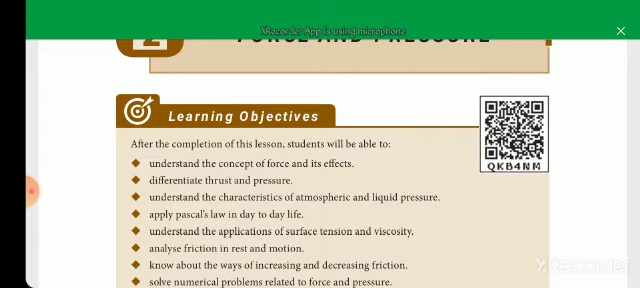 XRecorder App is using microphone
2 FORCE AND PRESSURE
Learning Objectives
After the completion of this lesson, students will be able to:
understand the concept of force and its effects.
differentiate thrust and pressure.
understand the characteristics of atmospheric and liquid pressure.
apply pascal's law in day to day life.
understand the applications of surface tension and viscosity.
analyse friction in rest and motion.
know about the ways of increasing and decreasing friction.
solve numerical problems related to force and pressure.
QKB4NM
XRecorder